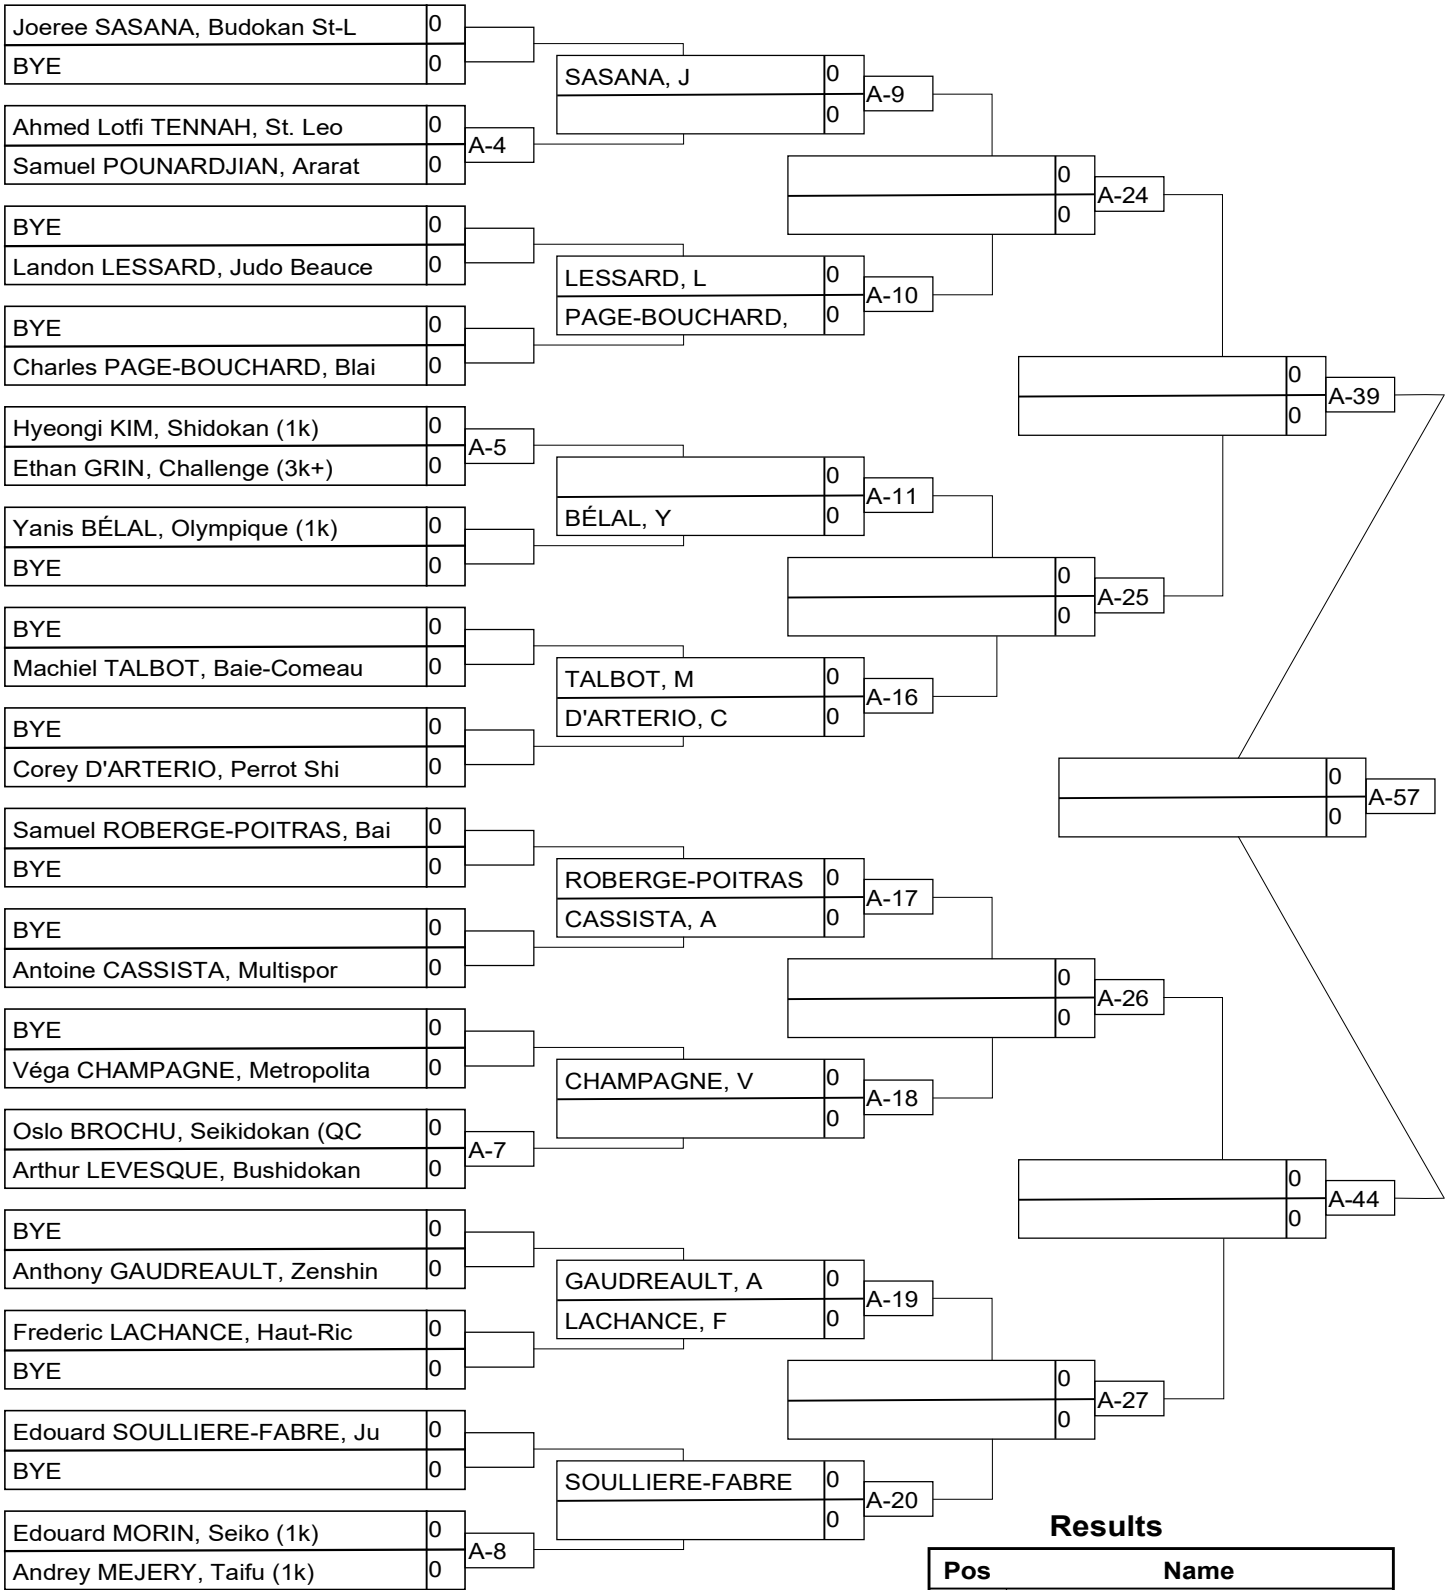 Joeree SASANA, Budokan St-L 0
BYE 0
Ahmed Lotfi TENNAH, St. Leo 0
Samuel POUNARDJIAN, Ararat 0
A-4
BYE 0
Landon LESSARD, Judo Beauce 0
BYE 0
Charles PAGE-BOUCHARD, Blai 0
Hyeongi KIM, Shidokan (1k) 0
Ethan GRIN, Challenge (3k+) 0
A-5
Yanis BÉLAL, Olympique (1k) 0
BYE 0
BYE 0
Machiel TALBOT, Baie-Comeau 0
BYE 0
Corey D'ARTERIO, Perrot Shi 0
Samuel ROBERGE-POITRAS, Bai 0
BYE 0
BYE 0
Antoine CASSISTA, Multispor 0
BYE 0
Véga CHAMPAGNE, Metropolita 0
Oslo BROCHU, Seikidokan (QC 0
Arthur LEVESQUE, Bushidokan 0
A-7
BYE 0
Anthony GAUDREAULT, Zenshin 0
Frederic LACHANCE, Haut-Ric 0
BYE 0
Edouard SOULLIERE-FABRE, Ju 0
BYE 0
Edouard MORIN, Seiko (1k) 0
Andrey MEJERY, Taifu (1k) 0
A-8
SASANA, J 0
0
A-9
LESSARD, L 0
PAGE-BOUCHARD, 0
A-10
0
BÉLAL, Y 0
A-11
TALBOT, M 0
D'ARTERIO, C 0
A-16
ROBERGE-POITRAS 0
CASSISTA, A 0
A-17
CHAMPAGNE, V 0
0
A-18
GAUDREAULT, A 0
LACHANCE, F 0
A-19
SOULLIERE-FABRE 0
0
A-20
0
0
A-24
0
0
A-25
0
0
A-26
0
0
A-27
0
0
A-39
0
0
A-44
0
0
A-57
Results
Pos Name